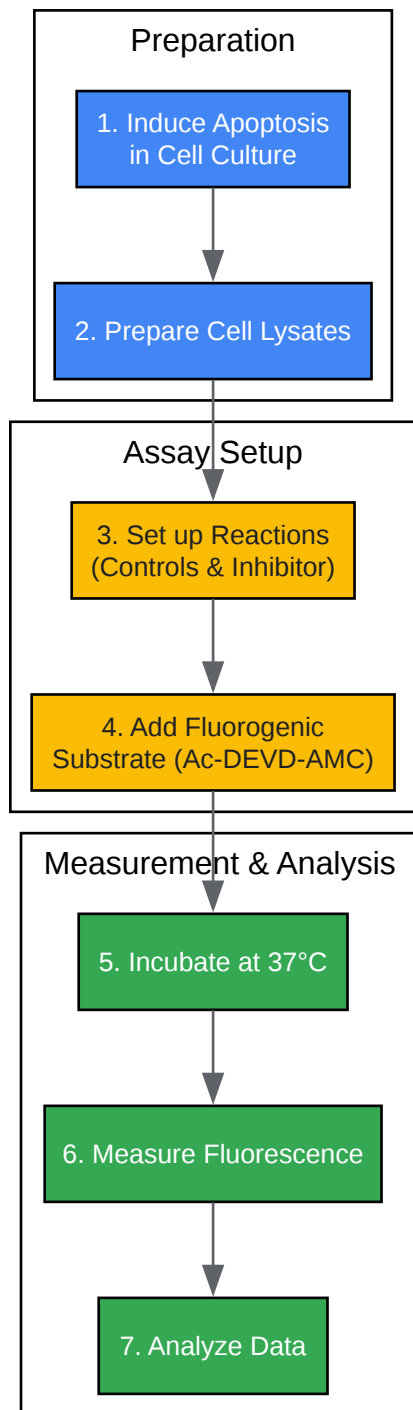 Preparation
1. Induce Apoptosis
in Cell Culture
2. Prepare Cell Lysates
Assay Setup
3. Set up Reactions
(Controls & Inhibitor)
4. Add Fluorogenic
Substrate (Ac-DEVD-AMC)
Measurement & Analysis
5. Incubate at 37°C
6. Measure Fluorescence
7. Analyze Data